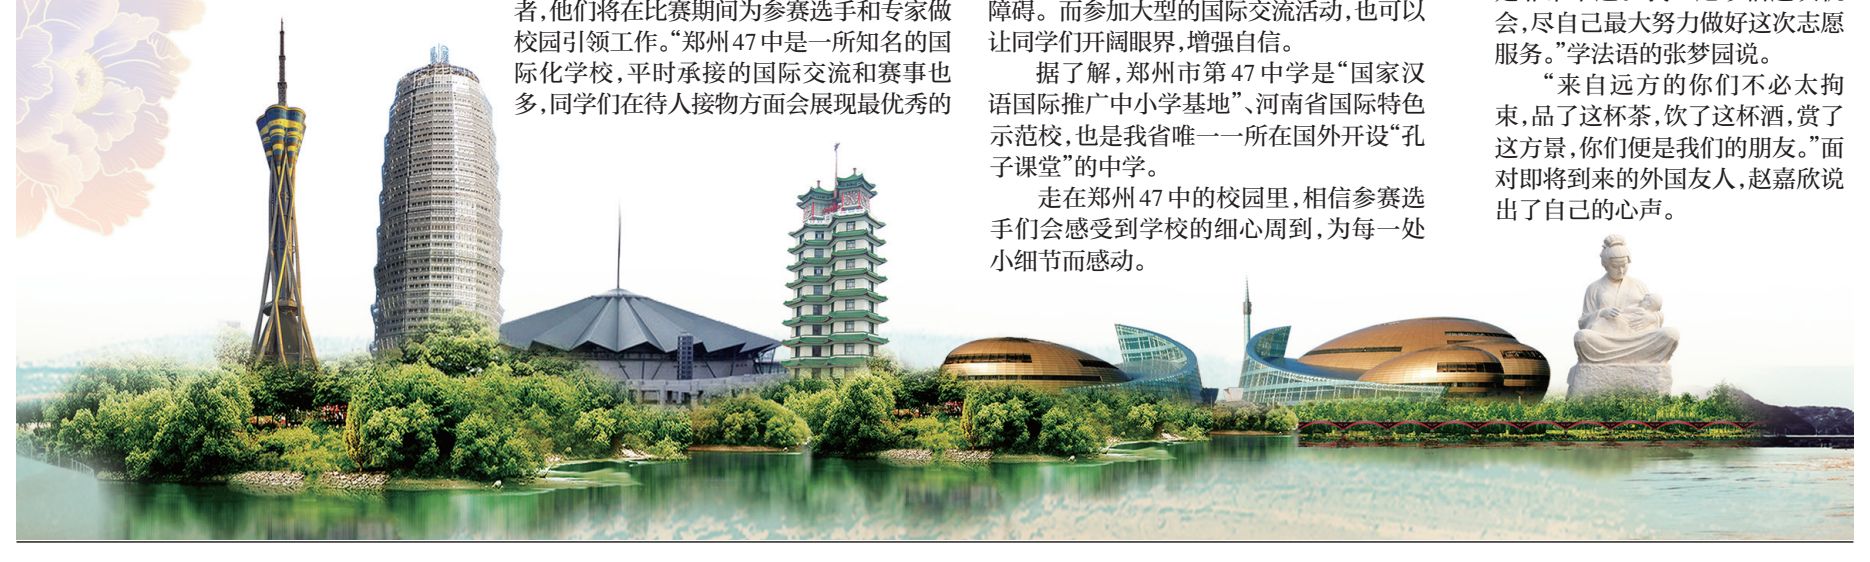 者，他们将在比赛期间为参赛选手和专家做
校园引领工作。“郑州47中是一所知名的国
际化学校，平时承接的国际交流和赛事也
多，同学们在待人接物方面会展现最优秀的
障碍。而参加大型的国际交流活动，也可以
让同学们开阔眼界，增强自信。
据了解，郑州市第47中学是“国家汉
语国际推广中小学基地”、河南省国际特色
示范校，也是我省唯一一所在国外开设“孔
子课堂”的中学。
走在郑州47中的校园里，相信参赛选
手们会感受到学校的细心周到，为每一处
小细节而感动。
会，尽自己最大努力做好这次志愿
服务。”学法语的张梦园说。
“来自远方的你们不必太拘
束，品了这杯茶，饮了这杯酒，赏了
这方景，你们便是我们的朋友。”面
对即将到来的外国友人，赵嘉欣说
出了自己的心声。